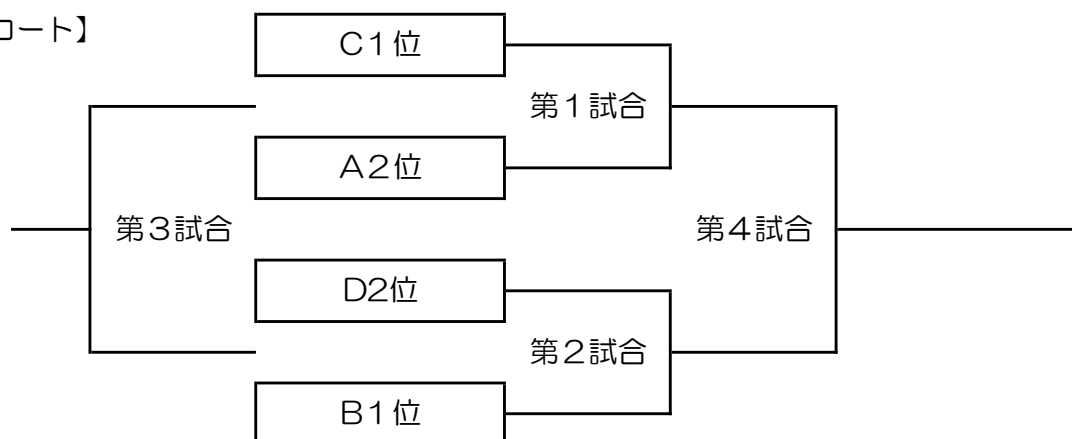 コート】
C1位
第1試合
A2位
第3試合
第4試合
D2位
第2試合
B1位